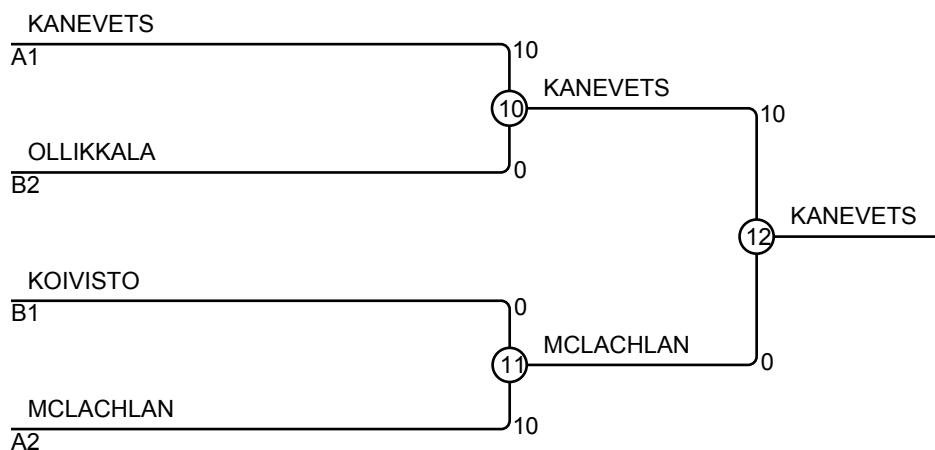 KANEVETS
A1
10
10
KANEVETS
10
OLLIKKALA
B2
0
12
KANEVETS
KOIVISTO
B1
0
11
MCLACHLAN
0
MCLACHLAN
A2
10